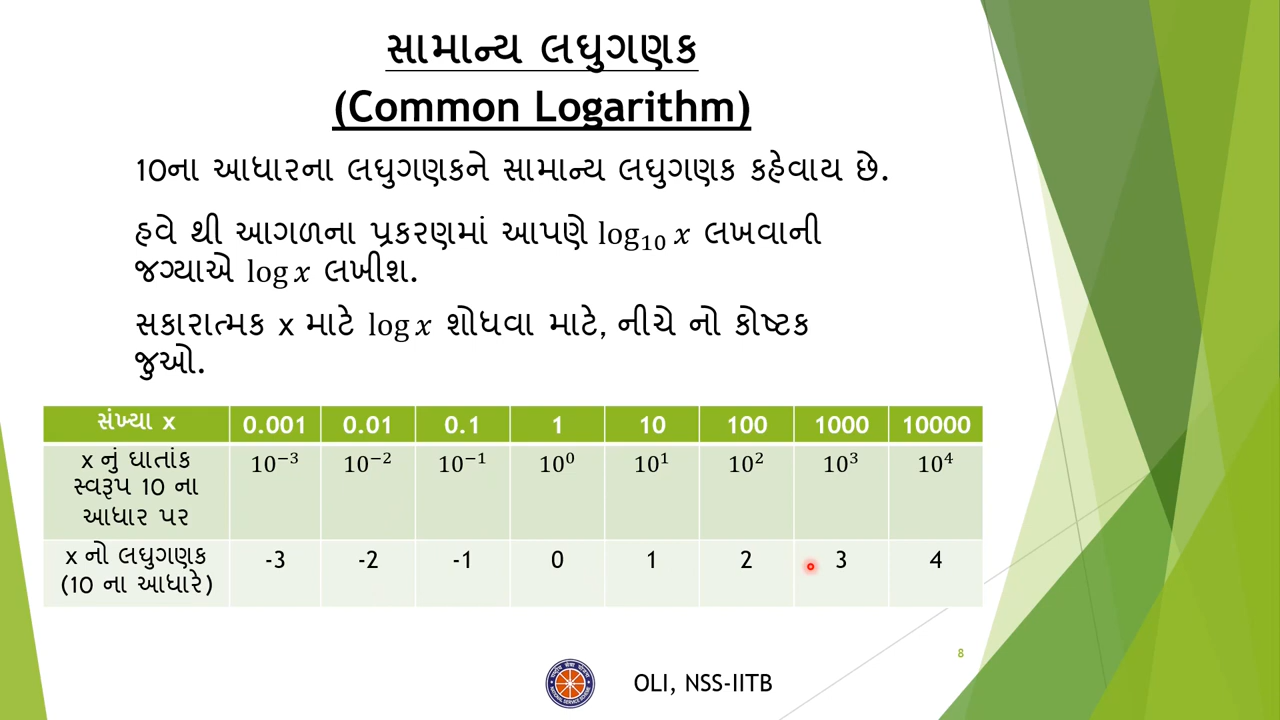 સામાન્ય લઘુગણક
(Common Logarithm)
10ના આધારના લઘુગણકને સામાન્ય લઘુગણક કહેવાય છે.
હવે થી આગળના પ્રકરણમાં આપણે log₁₀ x લખવાની
જગ્યાએ log x લખીશ.
સકારાત્મક x માટે log x શોધવા માટે, નીચે નો કોષ્ટક
જુઓ.
સંખ્યા x 0.001 0.01 0.1 1 10 100 1000 10000
x નું ઘાતાંક 10⁻³ 10⁻² 10⁻¹ 10⁰ 10¹ 10² 10³ 10⁴
સ્વરૂપ 10 ના
આધાર પર
x નો લઘુગણક -3 -2 -1 0 1 2 3 4
(10 ના આધારે)
8
OLI, NSS-IITB